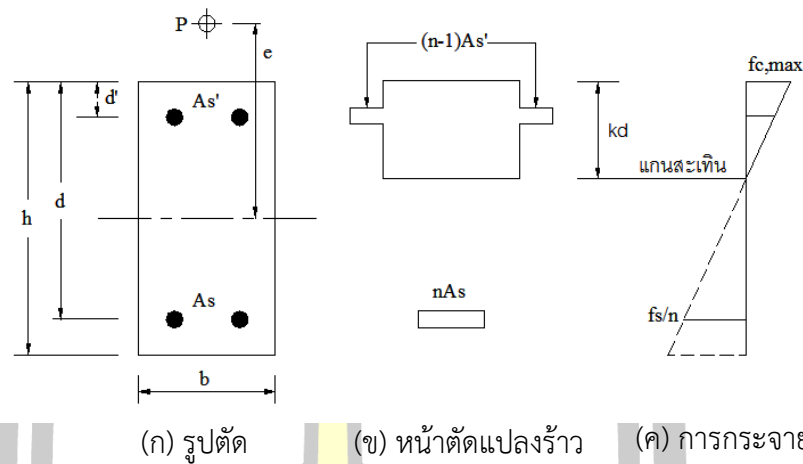 P
e
(n-1)As'
fc,max
d'
As'
kd
แกนสะเทิน
h
d
As
nAs
fs/n
b
(ก) รูปตัด
(ข) หน้าตัดแปลงร้าว
(ค) การกระจาย